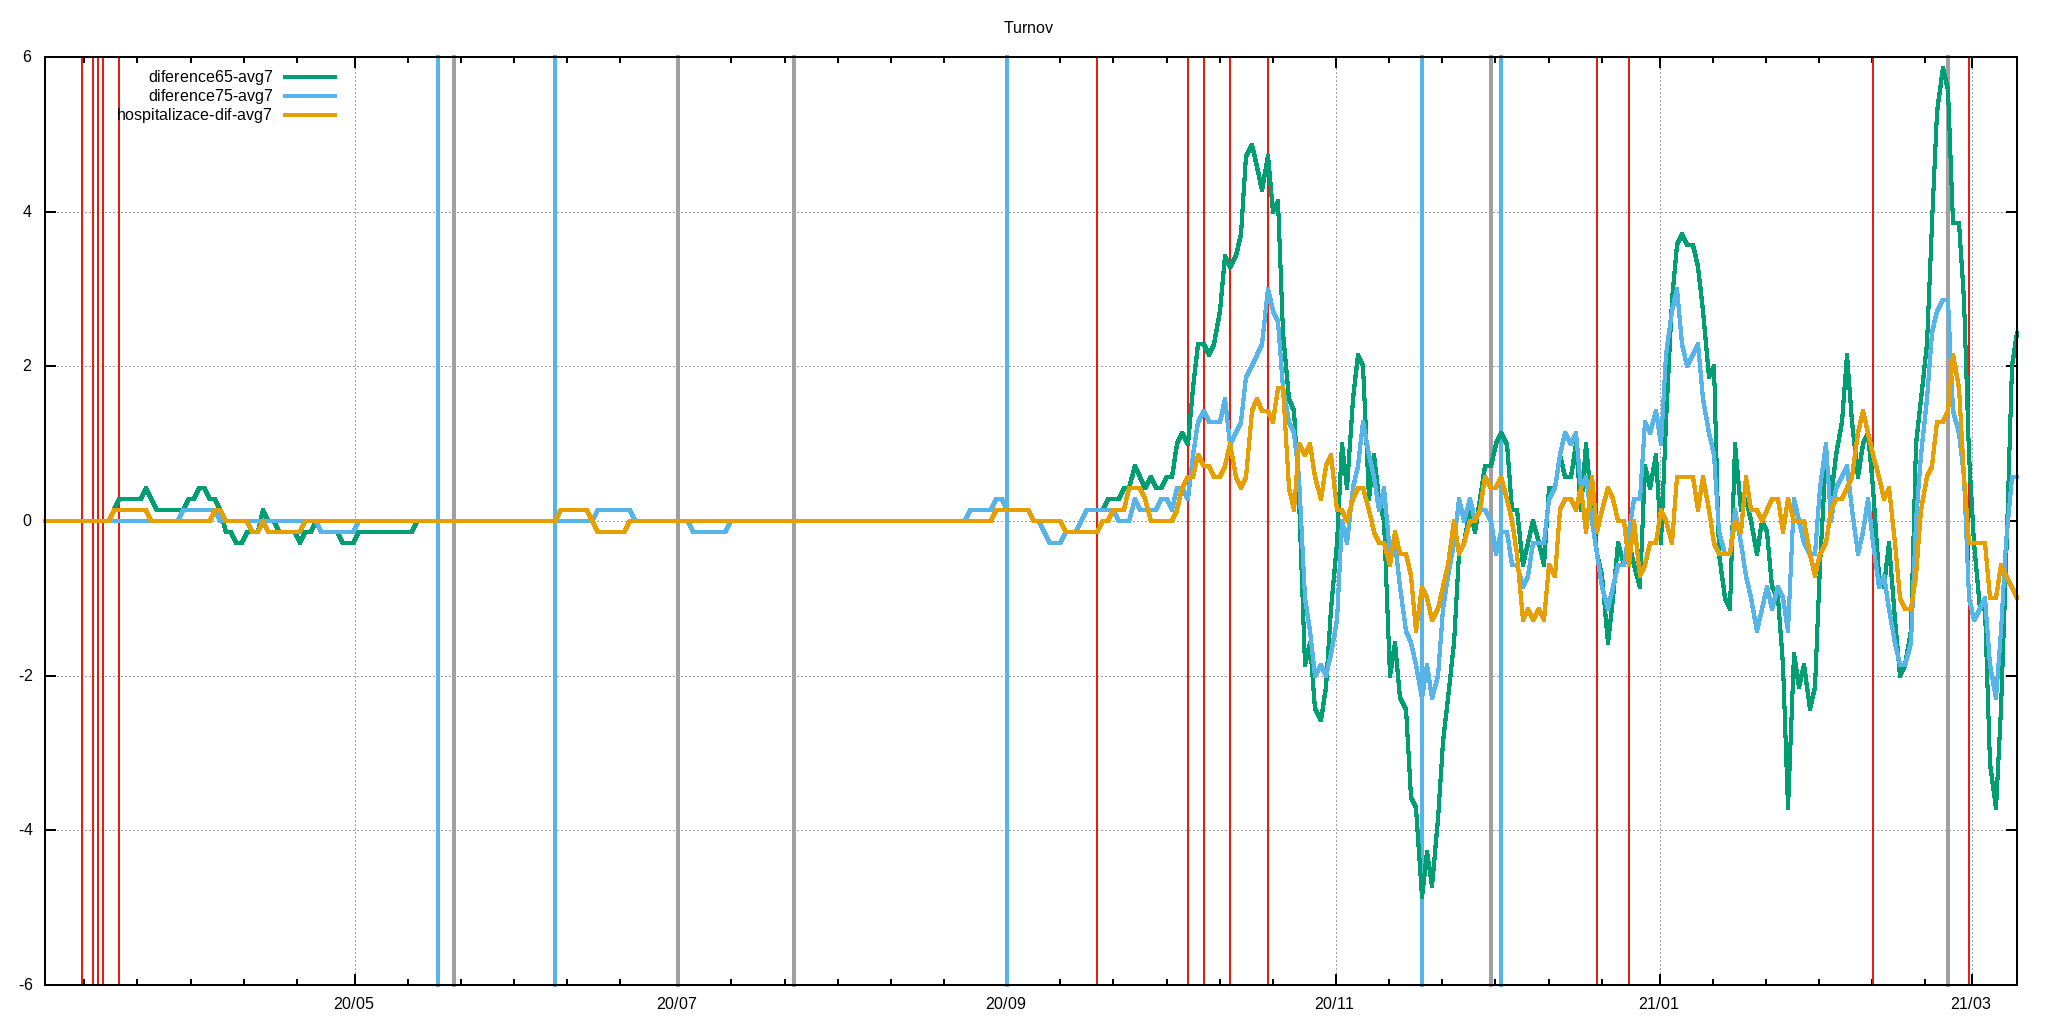 Turnov
diference65-avg7
diference75-avg7
hospitalizace-dif-avg7
6
4
2
0
-2
-4
-6
20/05 20/07 20/09 20/11 21/01 21/03